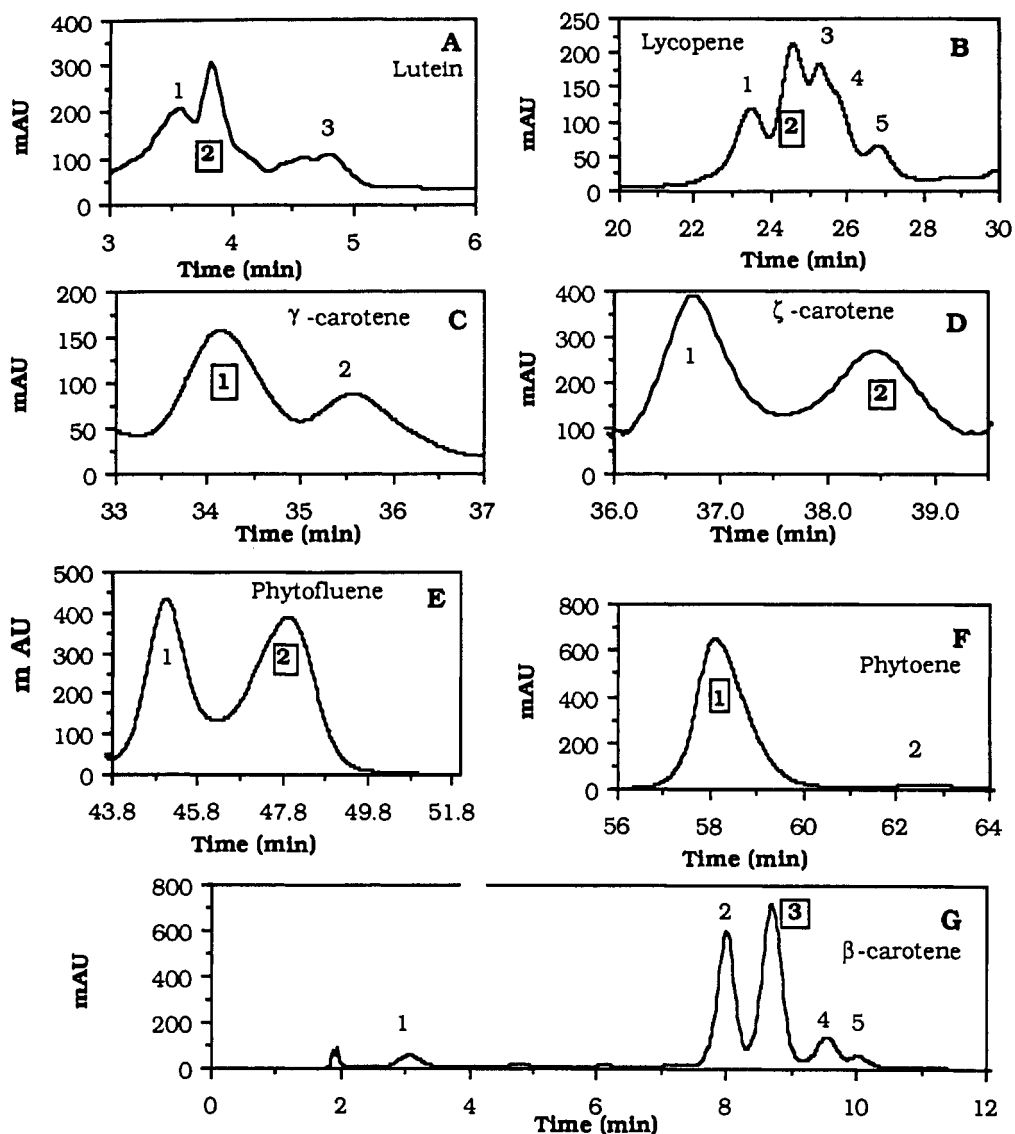 A
Lutein
mAU
400
300
200
100
0
1
2
3
3 4 5 6
Time (min)
B
Lycopene
mAU
250
200
150
100
50
0
1
2
3
4
5
20 22 24 26 28 30
Time (min)
C
γ -carotene
mAU
200
150
100
50
0
1
2
33 34 35 36 37
Time (min)
D
ζ -carotene
mAU
400
300
200
100
0
1
2
36.0 37.0 38.0 39.0
Time (min)
E
Phytofluene
m AU
500
400
300
200
100
0
1
2
43.8 45.8 47.8 49.8 51.8
Time (min)
F
Phytoene
mAU
800
600
400
200
0
1
2
56 58 60 62 64
Time (min)
G
β-carotene
mAU
800
600
400
200
0
1
2
3
4
5
0 2 4 6 8 10 12
Time (min)